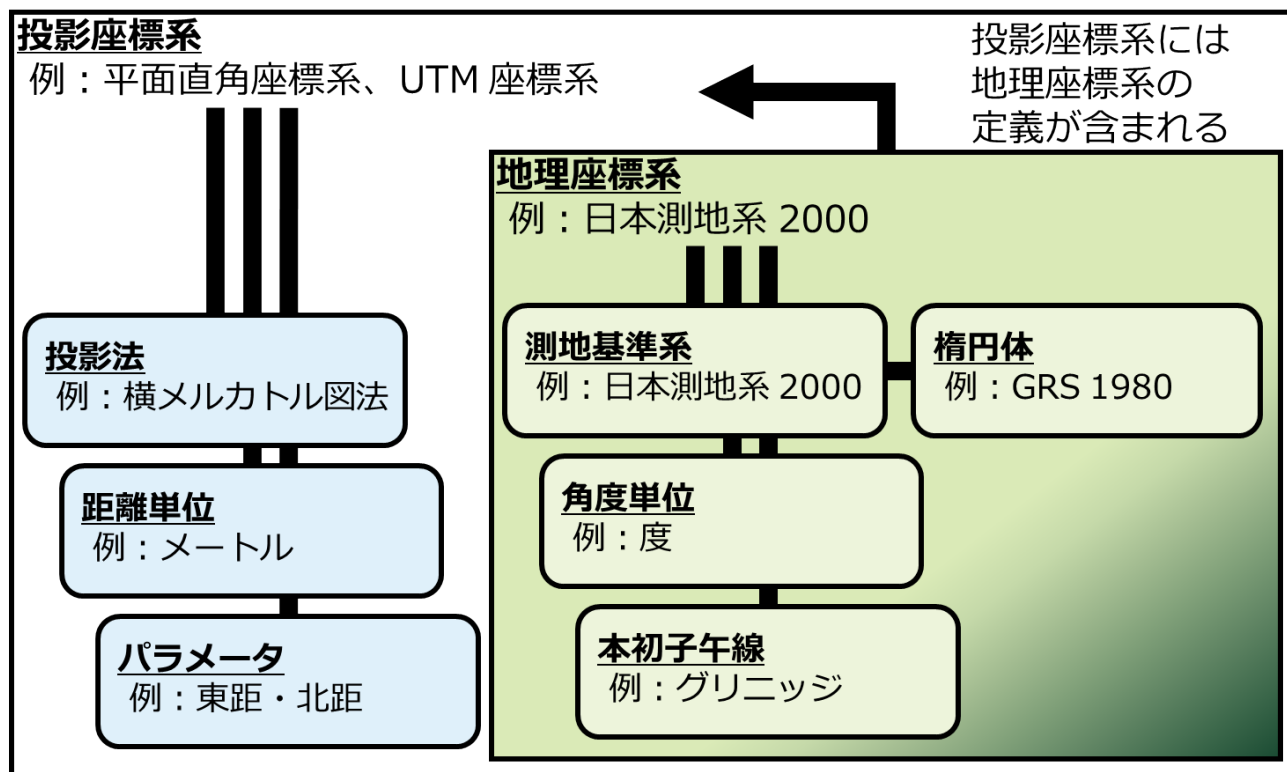 投影座標系
例：平面直角座標系、UTM 座標系
投影座標系には
地理座標系の
定義が含まれる
地理座標系
例：日本測地系 2000
投影法
例：横メルカトル図法
距離単位
例：メートル
パラメータ
例：東距・北距
測地基準系
例：日本測地系 2000
楕円体
例：GRS 1980
角度単位
例：度
本初子午線
例：グリニッジ